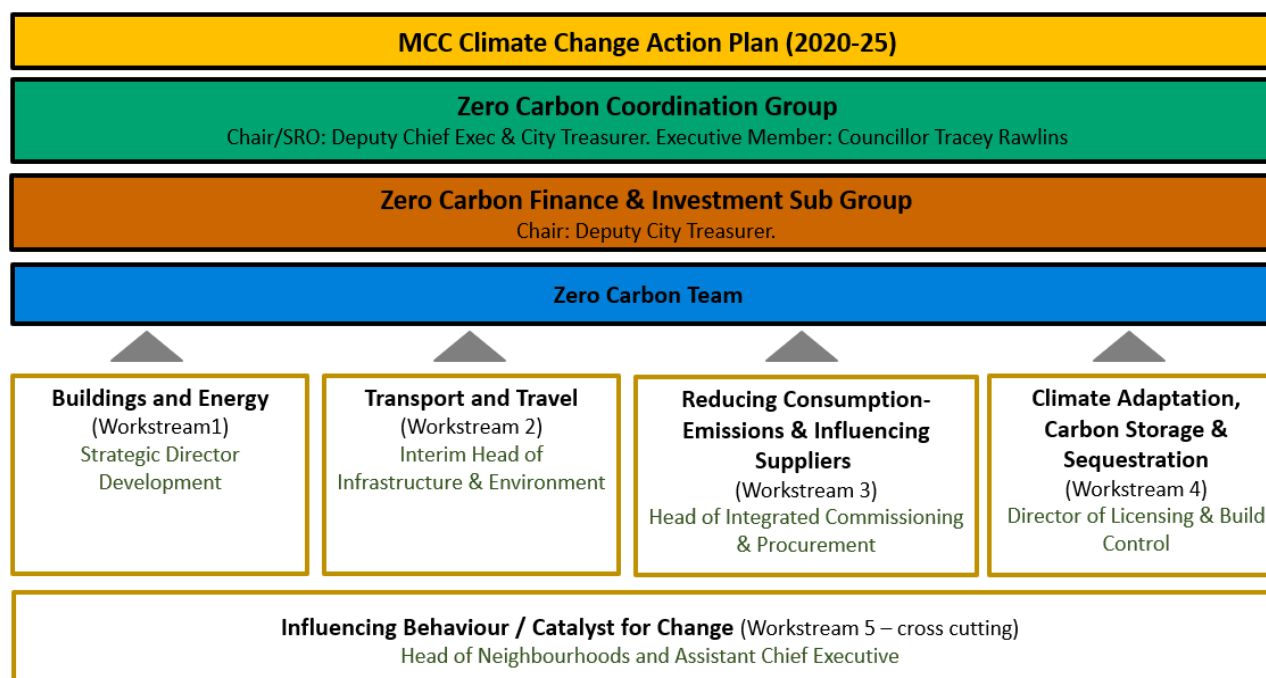 MCC Climate Change Action Plan (2020-25)
Zero Carbon Coordination Group
Chair/SRO: Deputy Chief Exec & City Treasurer. Executive Member: Councillor Tracey Rawlins
Zero Carbon Finance & Investment Sub Group
Chair: Deputy City Treasurer.
Zero Carbon Team
Buildings and Energy
(Workstream1)
Strategic Director
Development
Transport and Travel
(Workstream 2)
Interim Head of
Infrastructure & Environment
Reducing Consumption-
Emissions & Influencing
Suppliers
(Workstream 3)
Head of Integrated Commissioning
& Procurement
Climate Adaptation,
Carbon Storage &
Sequestration
(Workstream 4)
Director of Licensing & Build
Control
Influencing Behaviour / Catalyst for Change (Workstream 5 – cross cutting)
Head of Neighbourhoods and Assistant Chief Executive